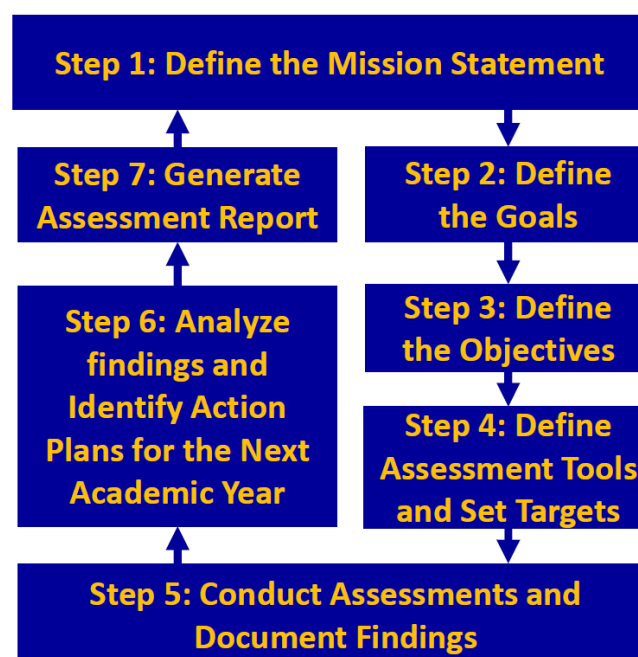 Step 1: Define the Mission Statement
Step 7: Generate
Assessment Report
Step 2: Define
the Goals
Step 3: Define
the Objectives
Step 6: Analyze
findings and
Identify Action
Plans for the Next
Academic Year
Step 4: Define
Assessment Tools
and Set Targets
Step 5: Conduct Assessments and
Document Findings